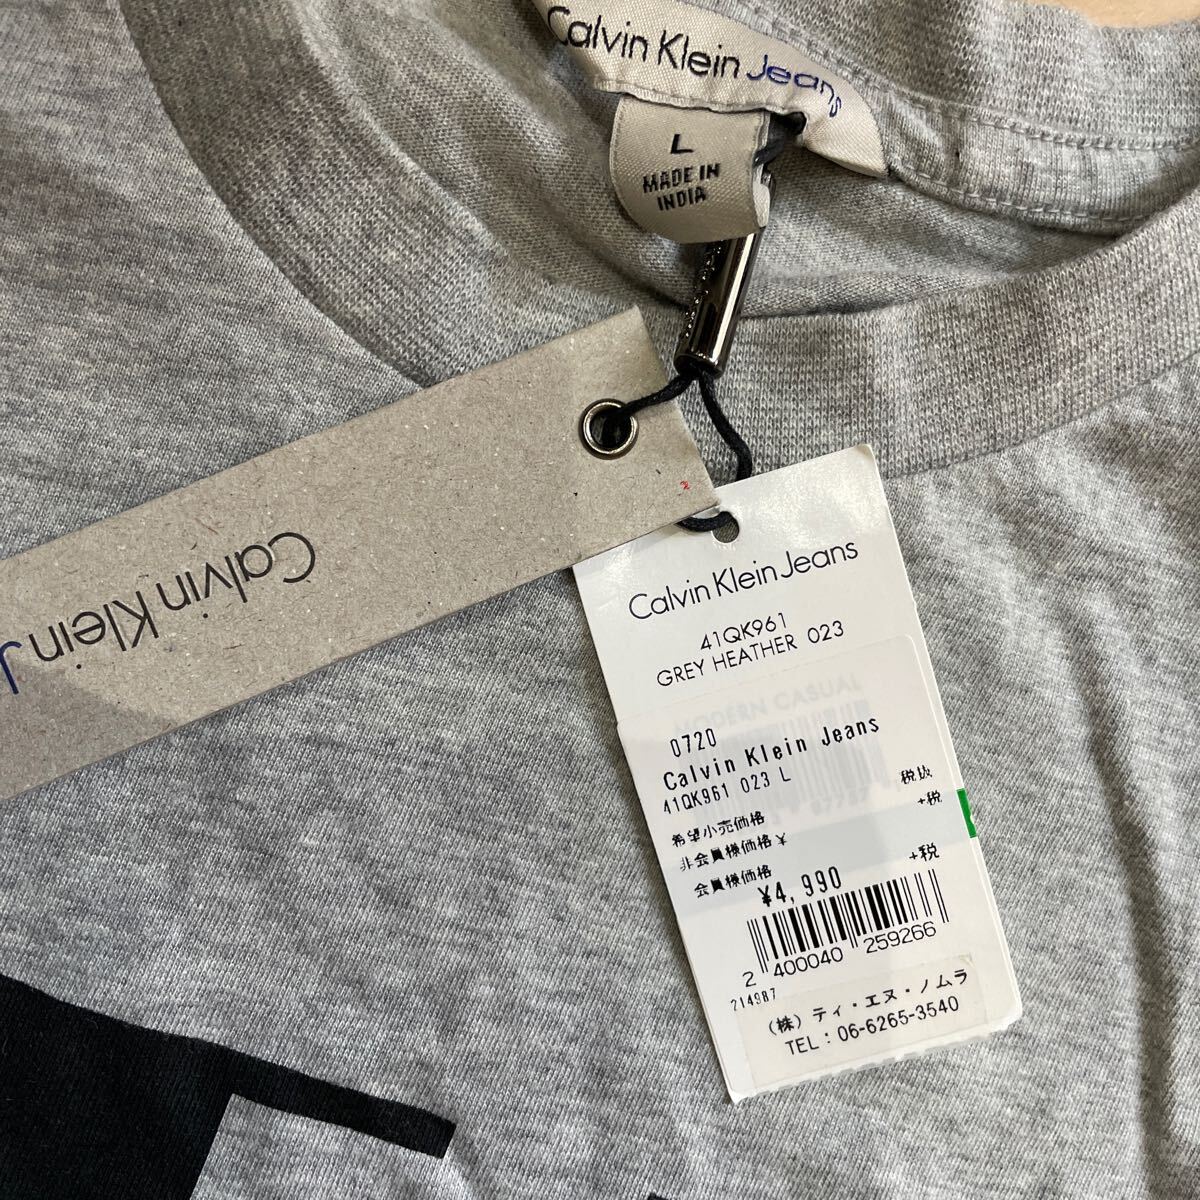 Calvin Klein Jeans
L
MADE IN
INDIA
Calvin Klein J
Calvin Klein Jeans
41QK961
GREY HEATHER 023
MODERN CASUAL
0720
Calvin Klein Jeans
41QK961 023 L
税抜
希望小売価格 +税
非会員様価格 ¥
会員様価格 +税
¥4,990
2 400040 259266
214987
(株)ティ・エヌ・ノムラ
TEL:06-6265-3540